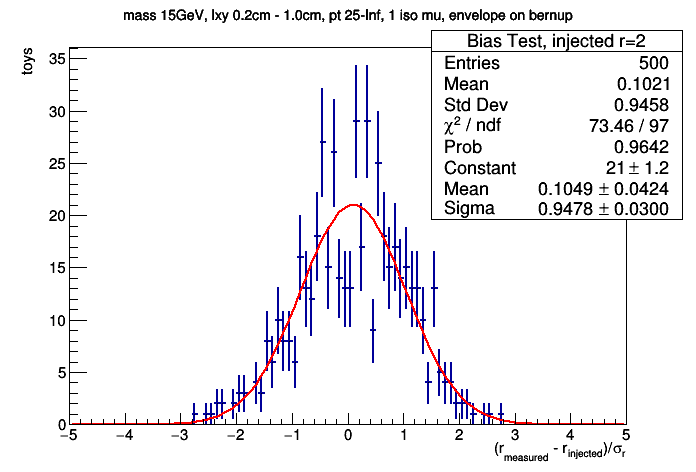 mass 15GeV, lxy 0.2cm - 1.0cm, pt 25-Inf, 1 iso mu, envelope on bernup
Bias Test, injected r=2
Entries 500
Mean 0.1021
Std Dev 0.9458
χ² / ndf 73.46 / 97
Prob 0.9642
Constant 21 ± 1.2
Mean 0.1049 ± 0.0424
Sigma 0.9478 ± 0.0300
toys
35
30
25
20
15
10
5
0
−5 −4 −3 −2 −1 0 1 2 3 4 5
(r_measured - r_injected)/σ_r